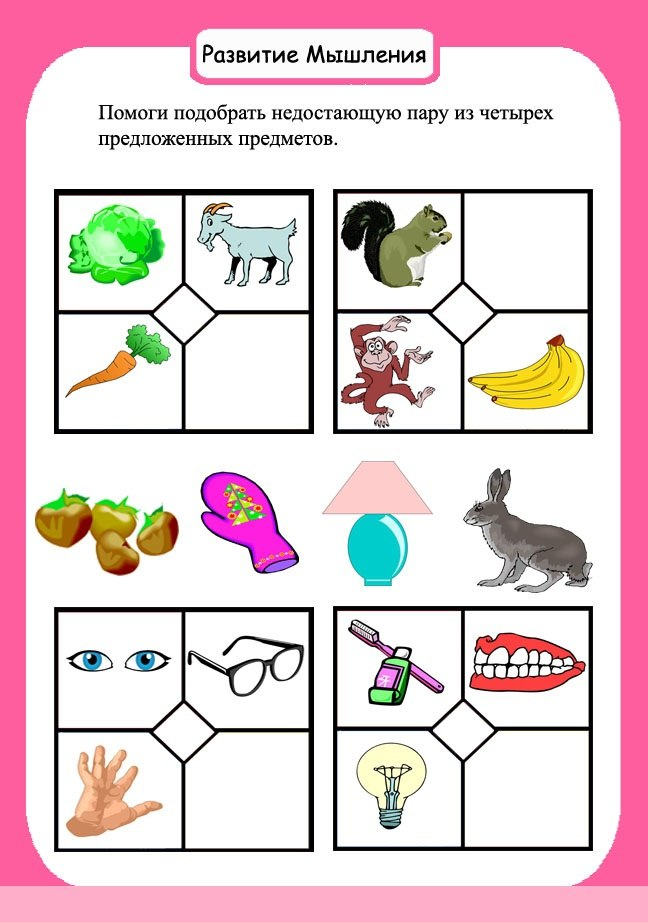 Развитие Мышления
Помоги подобрать недостающую пару из четырех
предложенных предметов.